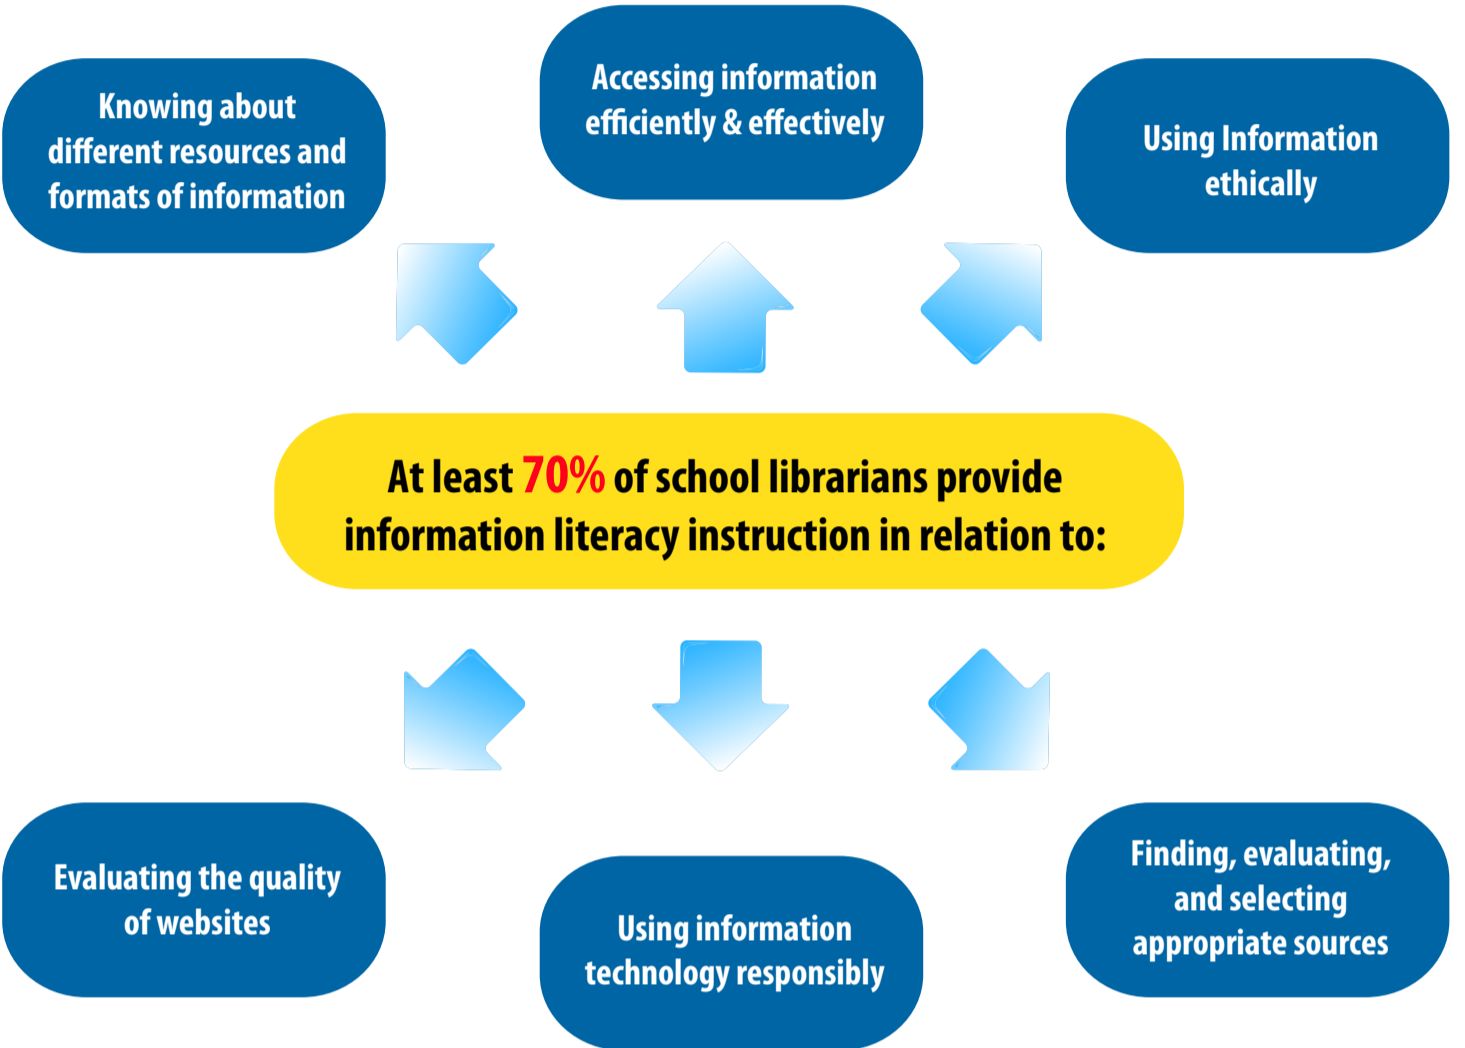 Knowing about
different resources and
formats of information
Accessing information
efficiently & effectively
Using Information
ethically
At least 70% of school librarians provide
information literacy instruction in relation to:
Evaluating the quality
of websites
Using information
technology responsibly
Finding, evaluating,
and selecting
appropriate sources